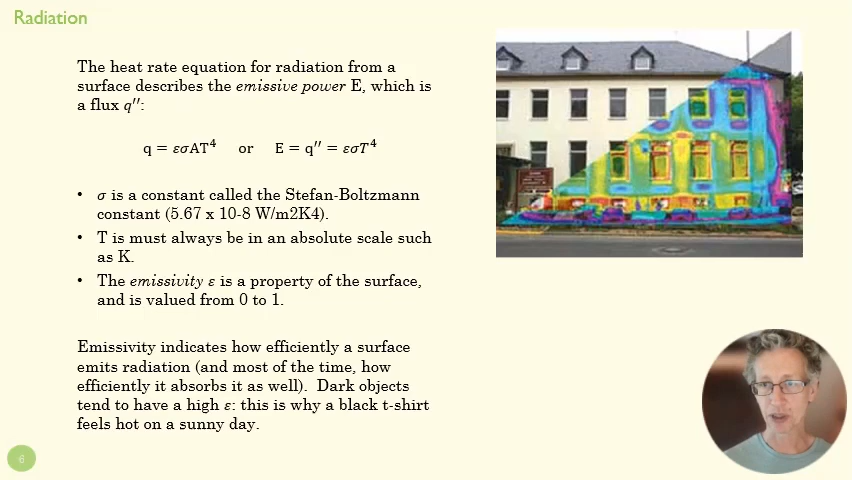 Radiation
The heat rate equation for radiation from a
surface describes the emissive power E, which is
a flux q″:
q = εσAT⁴ or E = q″ = εσT⁴
• σ is a constant called the Stefan-Boltzmann
constant (5.67 x 10-8 W/m2K4).
• T is must always be in an absolute scale such
as K.
• The emissivity ε is a property of the surface,
and is valued from 0 to 1.
Emissivity indicates how efficiently a surface
emits radiation (and most of the time, how
efficiently it absorbs it as well). Dark objects
tend to have a high ε: this is why a black t-shirt
feels hot on a sunny day.
6